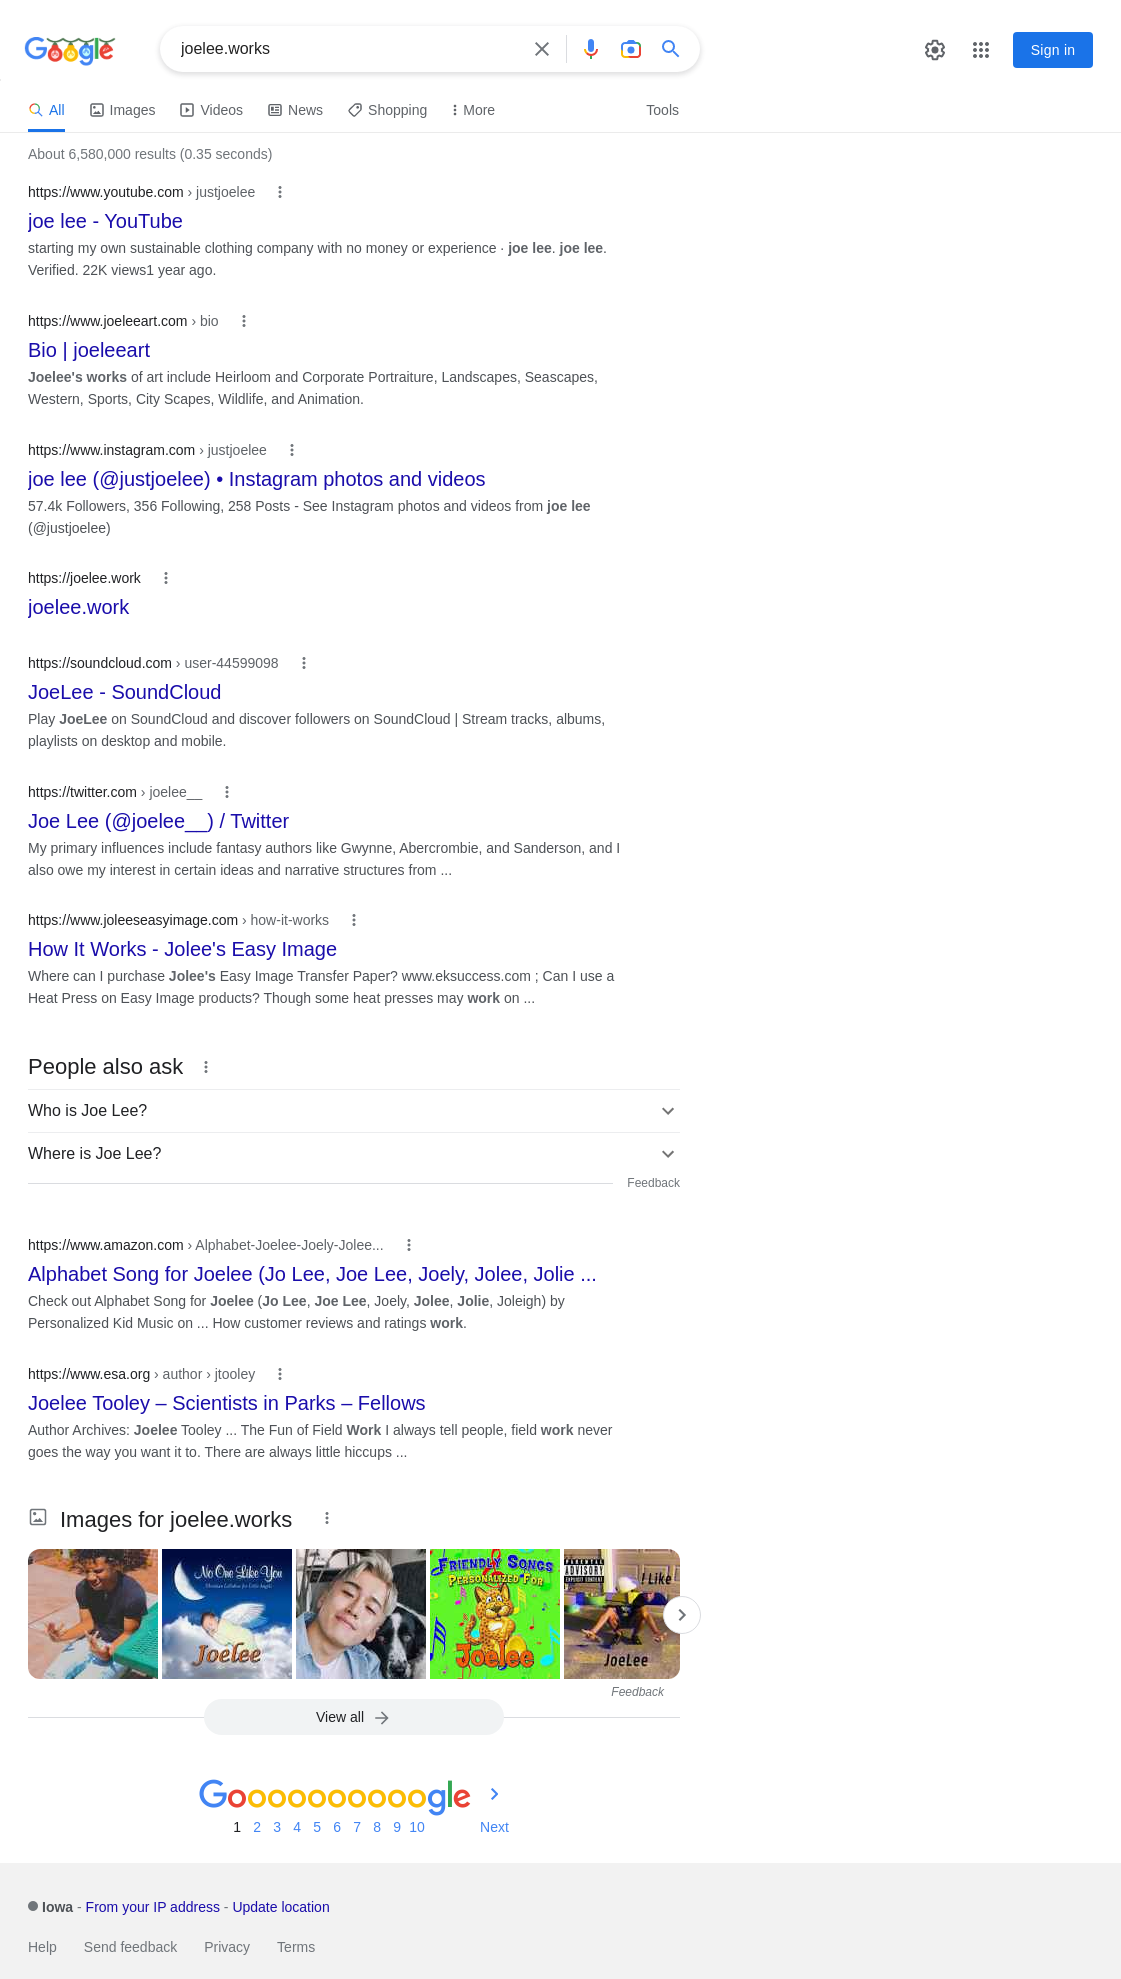 Google
joelee.works
Sign in
All
Images
Videos
News
Shopping
More
Tools
About 6,580,000 results (0.35 seconds)
https://www.youtube.com › justjoelee
joe lee - YouTube
starting my own sustainable clothing company with no money or experience · joe lee. joe lee.
Verified. 22K views1 year ago.
https://www.joeleeart.com › bio
Bio | joeleeart
Joelee's works of art include Heirloom and Corporate Portraiture, Landscapes, Seascapes,
Western, Sports, City Scapes, Wildlife, and Animation.
https://www.instagram.com › justjoelee
joe lee (@justjoelee) • Instagram photos and videos
57.4k Followers, 356 Following, 258 Posts - See Instagram photos and videos from joe lee
(@justjoelee)
https://joelee.work
joelee.work
https://soundcloud.com › user-44599098
JoeLee - SoundCloud
Play JoeLee on SoundCloud and discover followers on SoundCloud | Stream tracks, albums,
playlists on desktop and mobile.
https://twitter.com › joelee__
Joe Lee (@joelee__) / Twitter
My primary influences include fantasy authors like Gwynne, Abercrombie, and Sanderson, and I
also owe my interest in certain ideas and narrative structures from ...
https://www.joleeseasyimage.com › how-it-works
How It Works - Jolee's Easy Image
Where can I purchase Jolee's Easy Image Transfer Paper? www.eksuccess.com ; Can I use a
Heat Press on Easy Image products? Though some heat presses may work on ...
People also ask
Who is Joe Lee?
Where is Joe Lee?
Feedback
https://www.amazon.com › Alphabet-Joelee-Joely-Jolee...
Alphabet Song for Joelee (Jo Lee, Joe Lee, Joely, Jolee, Jolie ...
Check out Alphabet Song for Joelee (Jo Lee, Joe Lee, Joely, Jolee, Jolie, Joleigh) by
Personalized Kid Music on ... How customer reviews and ratings work.
https://www.esa.org › author › jtooley
Joelee Tooley – Scientists in Parks – Fellows
Author Archives: Joelee Tooley ... The Fun of Field Work I always tell people, field work never
goes the way you want it to. There are always little hiccups ...
Images for joelee.works
No One Like You
Christian Lullabies for Little Angels
Joelee
FRIENDLY SONGS
PERSONALIZED FOR
Joelee
PARENTAL
ADVISORY
EXPLICIT CONTENT
I Like
JoeLee
Feedback
View all
Goooooooooogle
1 2 3 4 5 6 7 8 9 10 Next
Iowa - From your IP address - Update location
Help Send feedback Privacy Terms